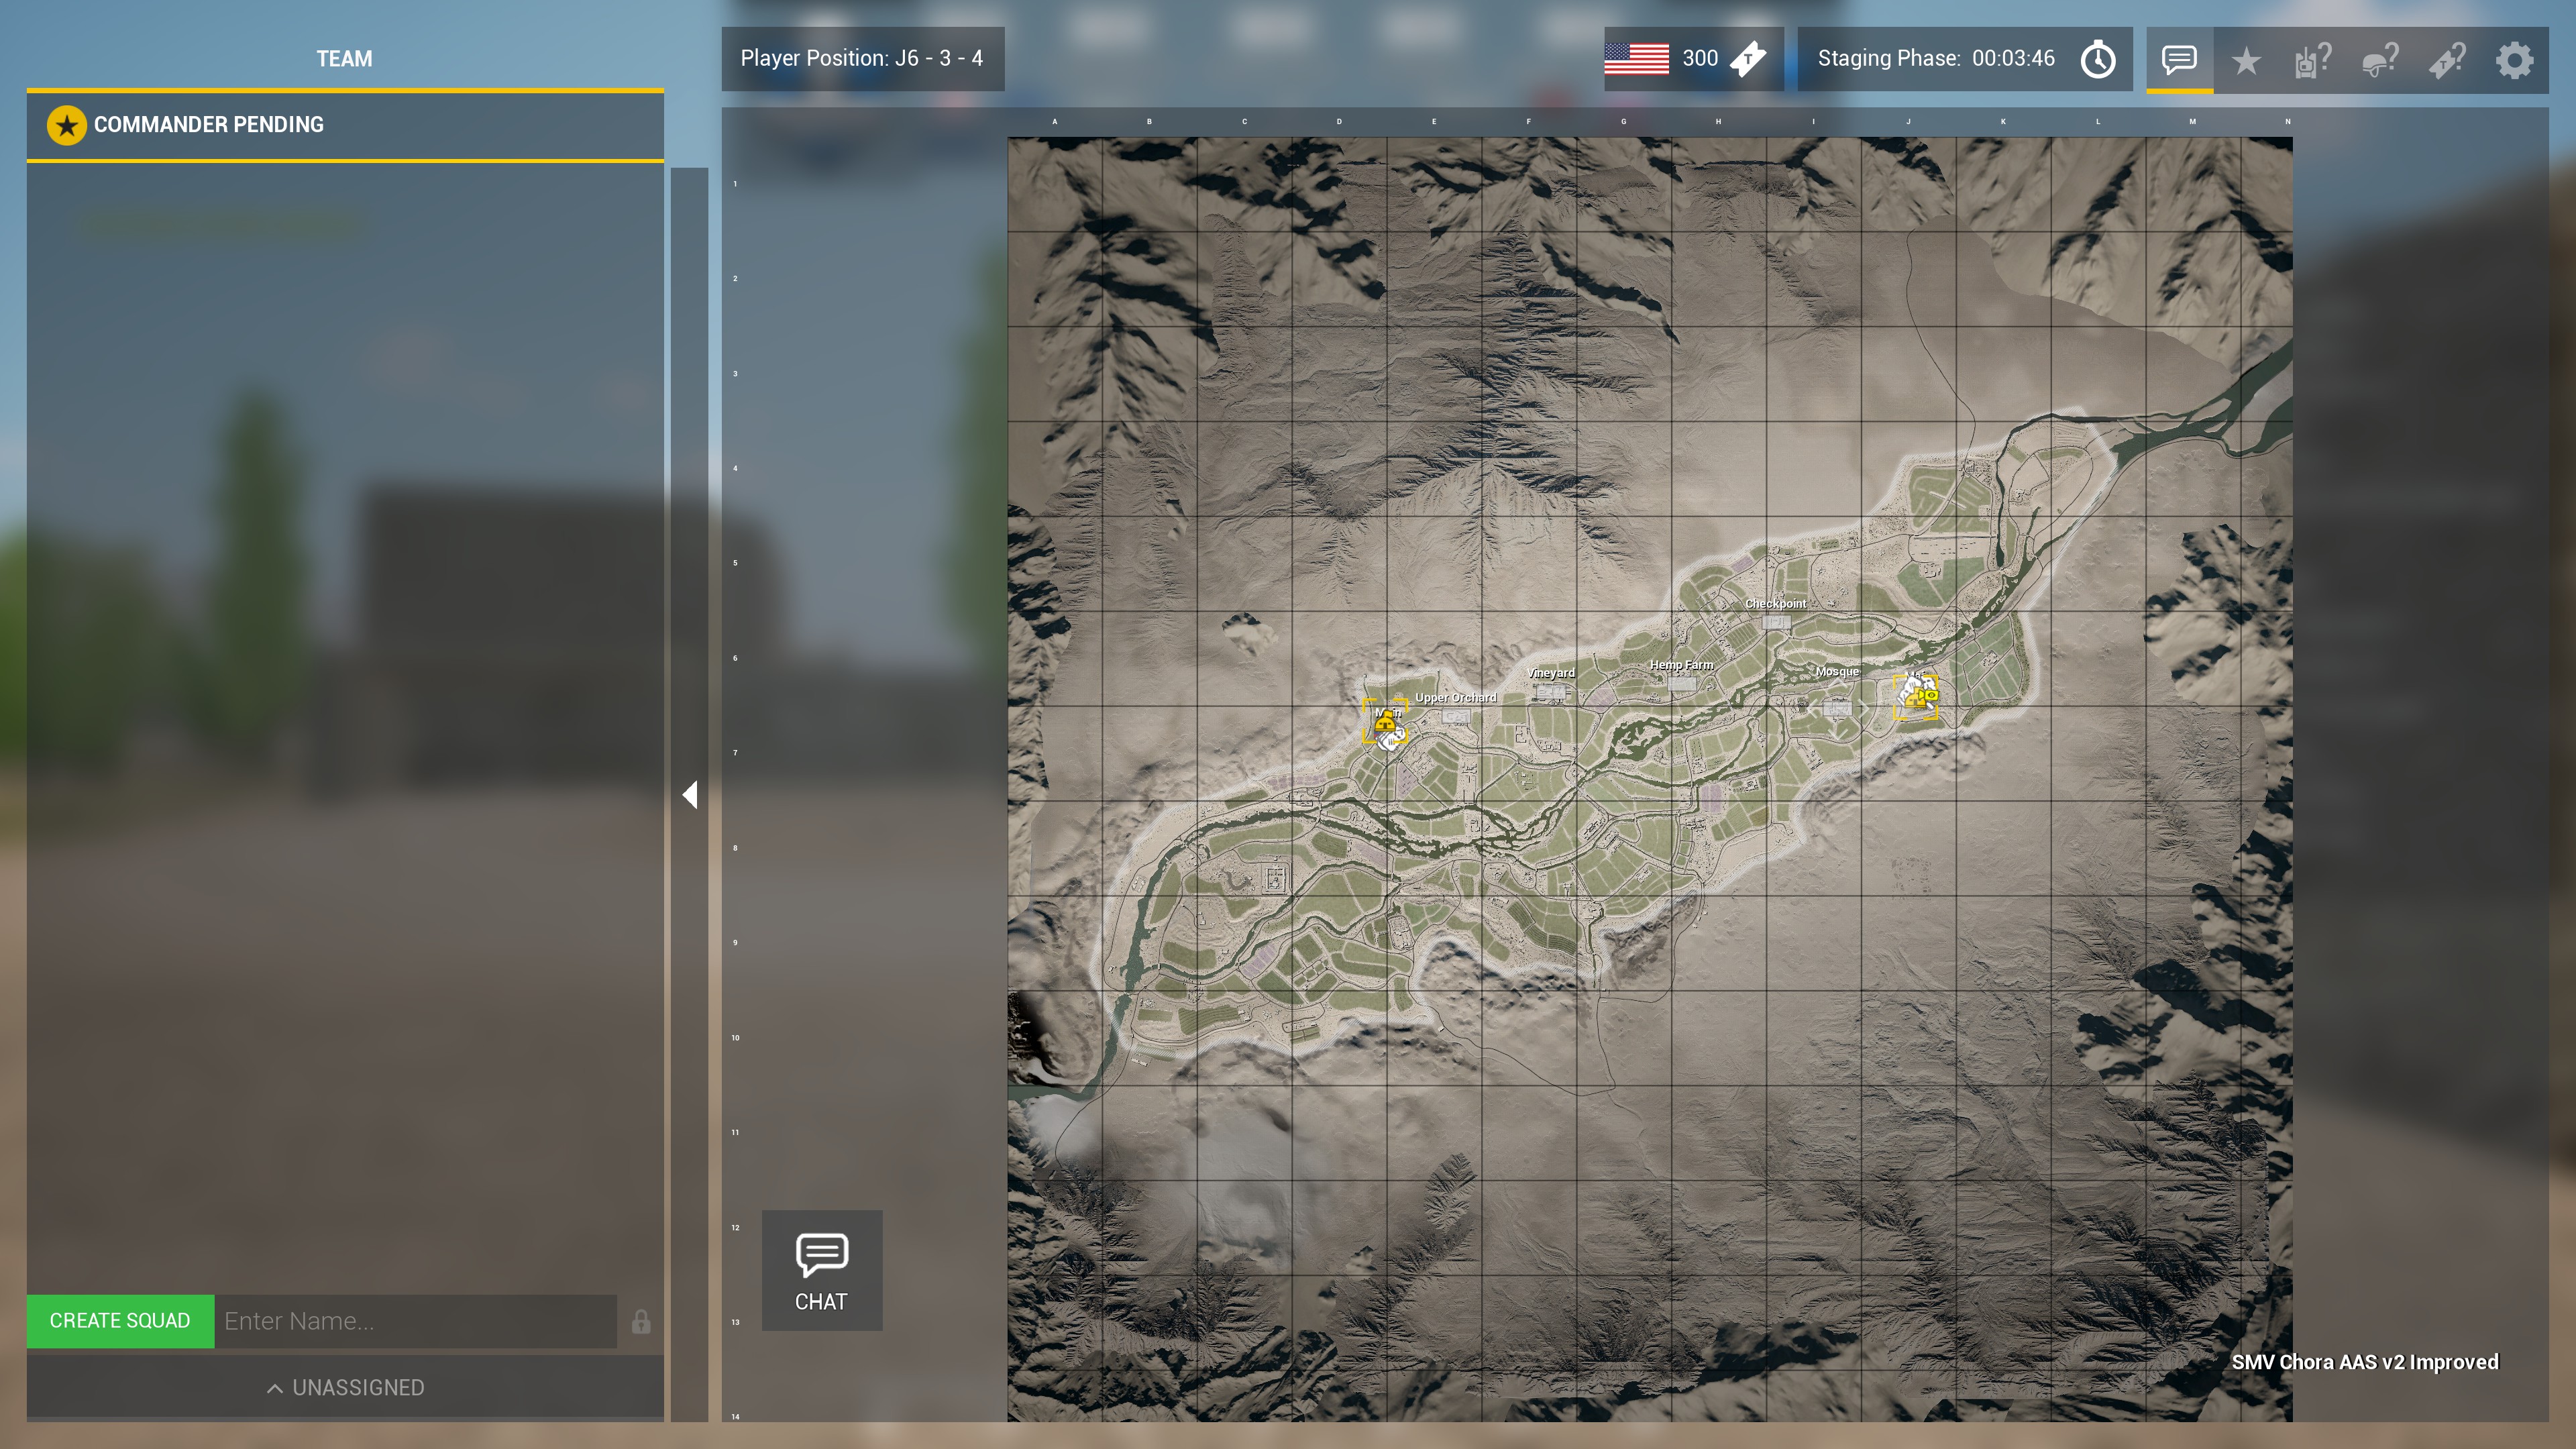 TEAM
Player Position: J6 - 3 - 4
300
T
Staging Phase: 00:03:46
COMMANDER PENDING
A B C D E F G H I J K L M N
1
2
3
4
5
6
7
8
9
10
11
12
13
14
Checkpoint
Hemp Farm
Mosque
Vineyard
Upper Orchard
Main
CHAT
CREATE SQUAD
Enter Name...
UNASSIGNED
SMV Chora AAS v2 Improved